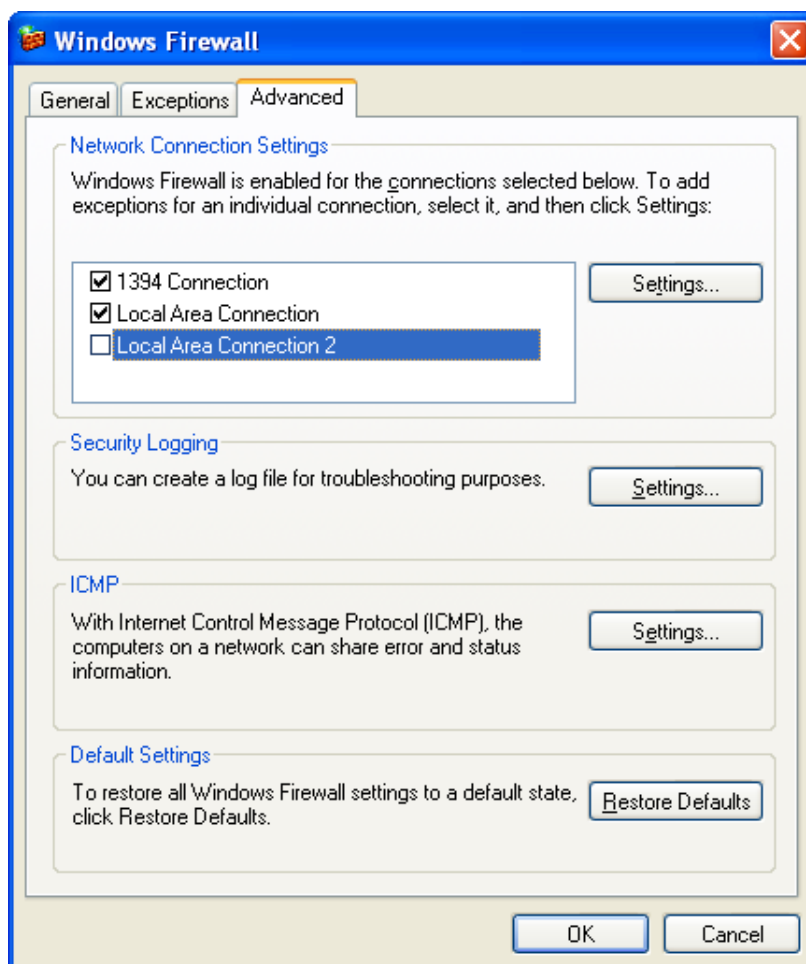 Windows Firewall
General Exceptions Advanced
Network Connection Settings
Windows Firewall is enabled for the connections selected below. To add
exceptions for an individual connection, select it, and then click Settings:
1394 Connection
Settings...
Local Area Connection
Local Area Connection 2
Security Logging
You can create a log file for troubleshooting purposes.
Settings...
ICMP
With Internet Control Message Protocol (ICMP), the
computers on a network can share error and status
information.
Settings...
Default Settings
To restore all Windows Firewall settings to a default state,
click Restore Defaults.
Restore Defaults
OK Cancel